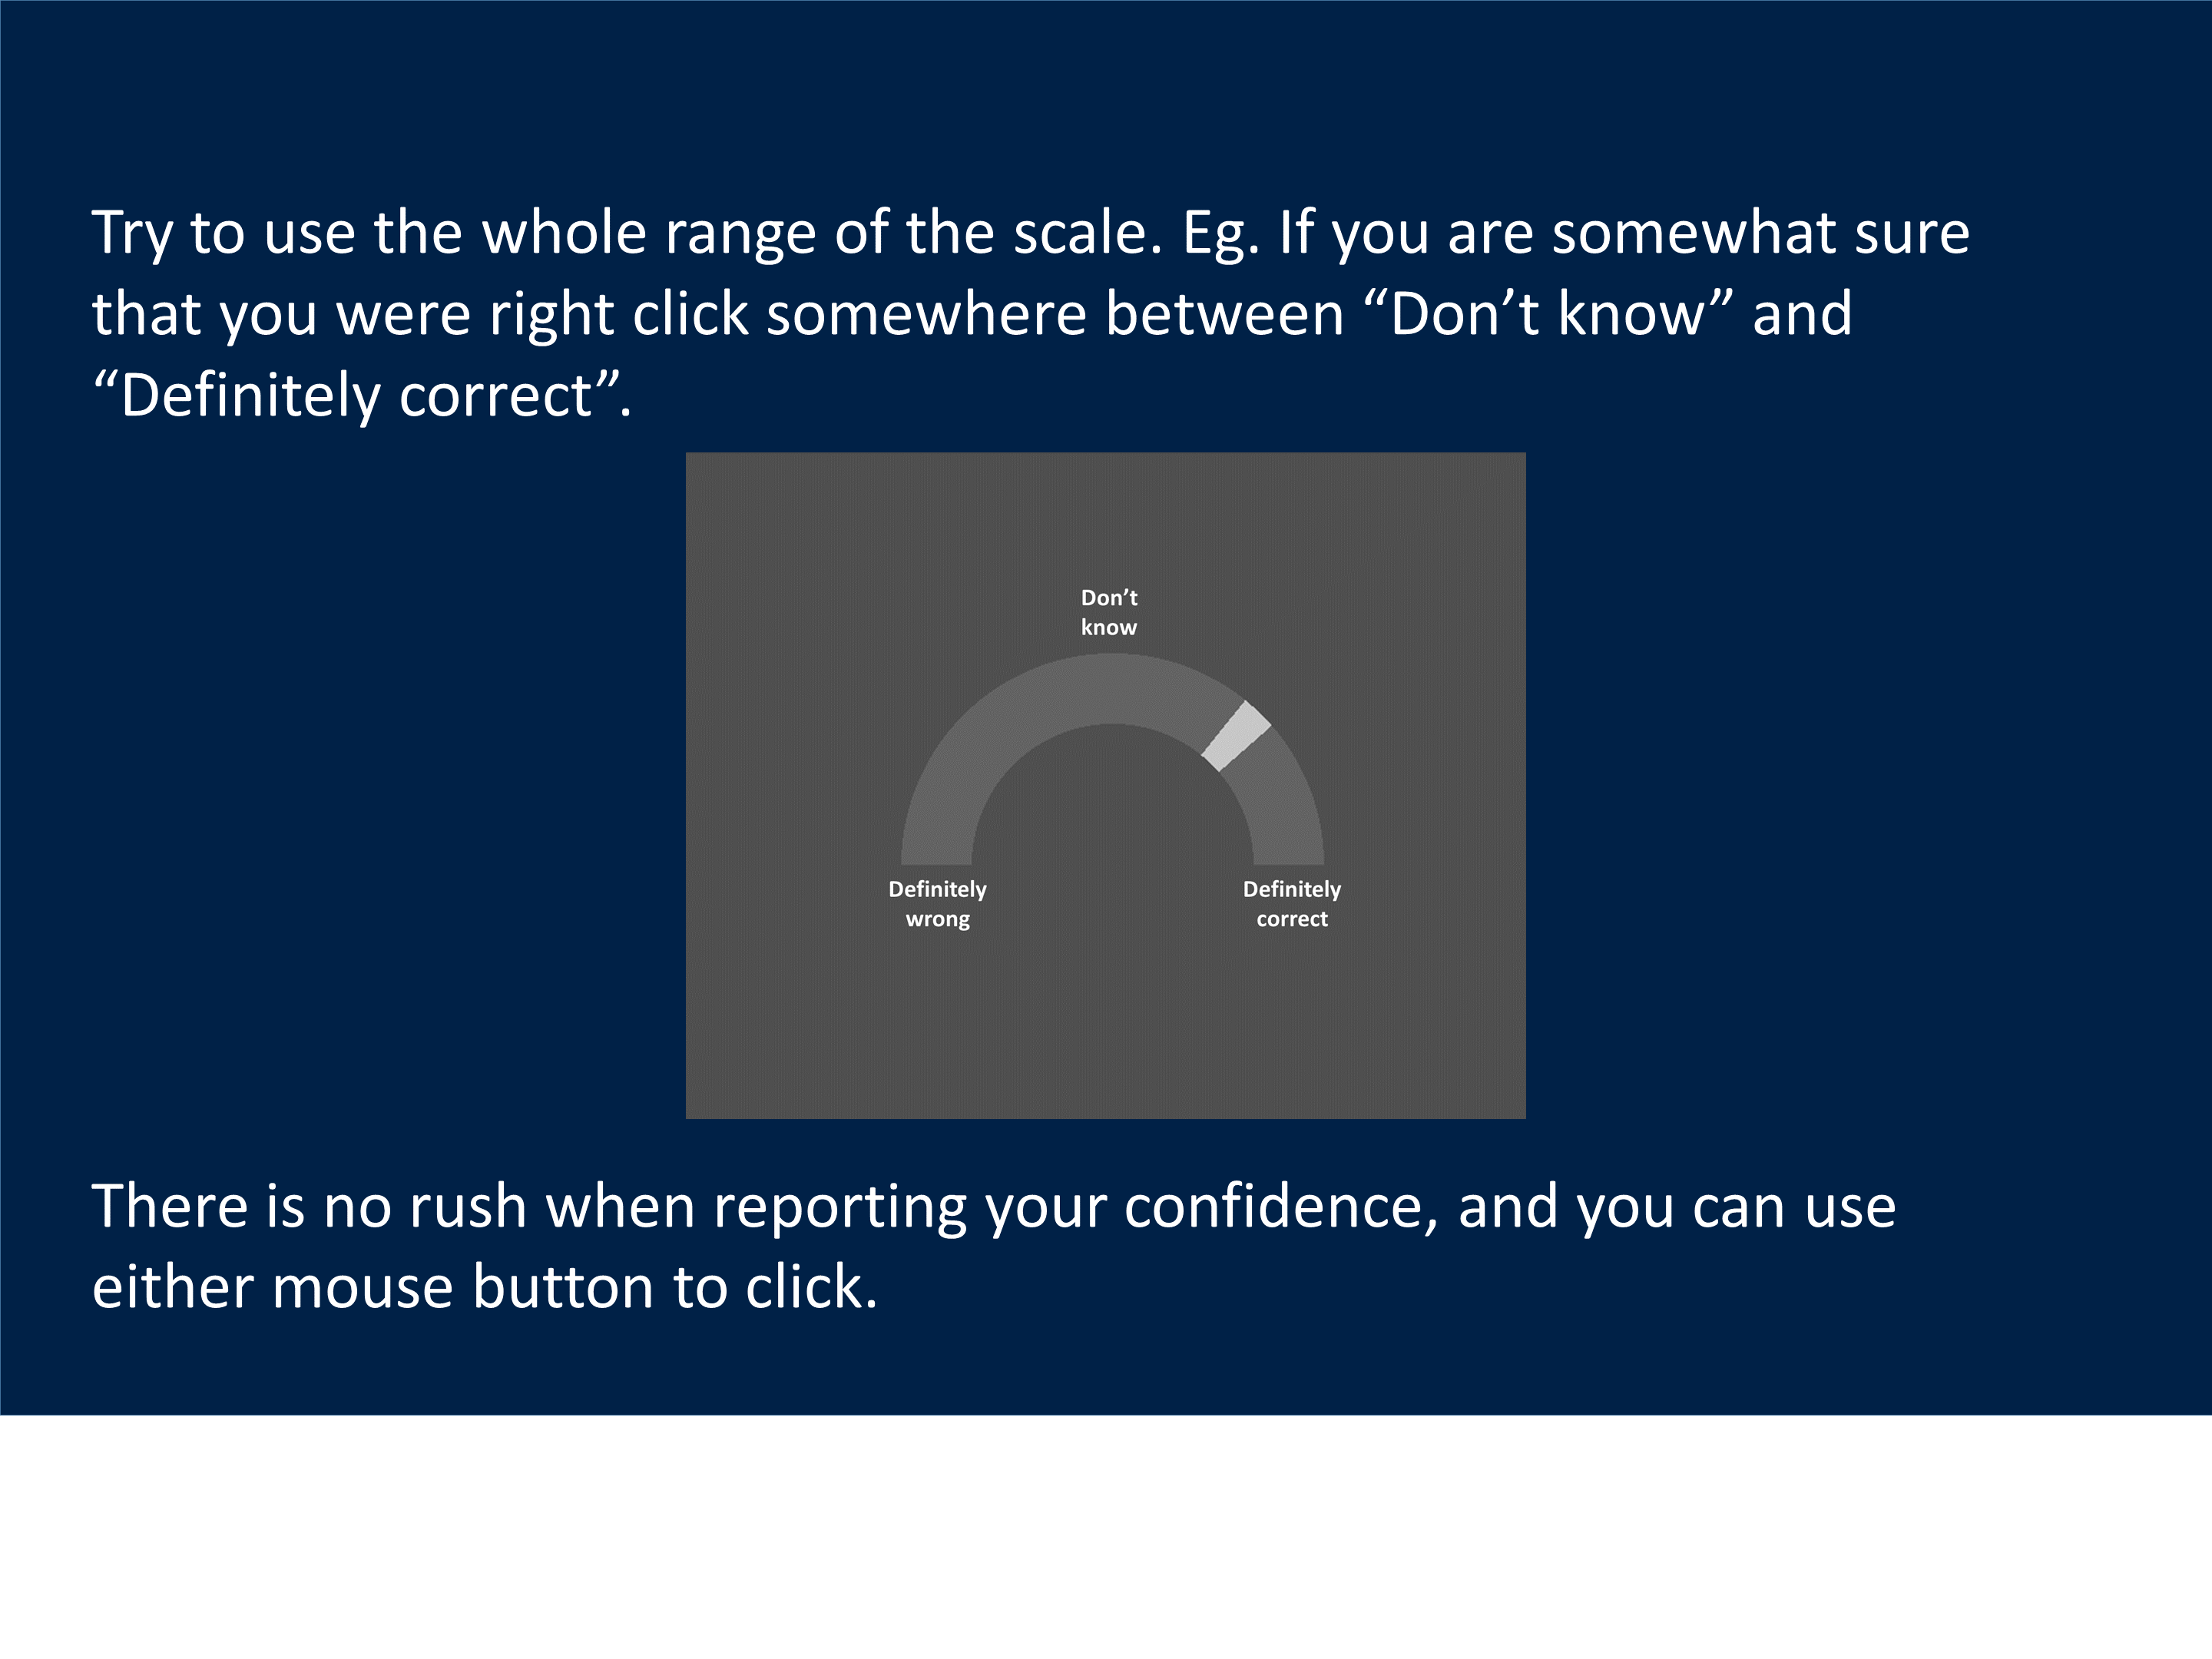 Try to use the whole range of the scale. Eg. If you are somewhat sure
that you were right click somewhere between “Don’t know” and
“Definitely correct”.
Don’t
know
Definitely
wrong
Definitely
correct
There is no rush when reporting your confidence, and you can use
either mouse button to click.